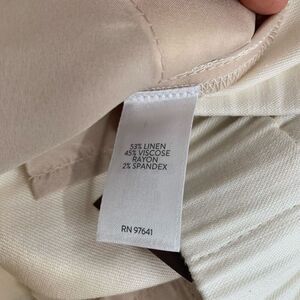 53% LINEN
45% VISCOSE
RAYON
2% SPANDEX
RN 97641